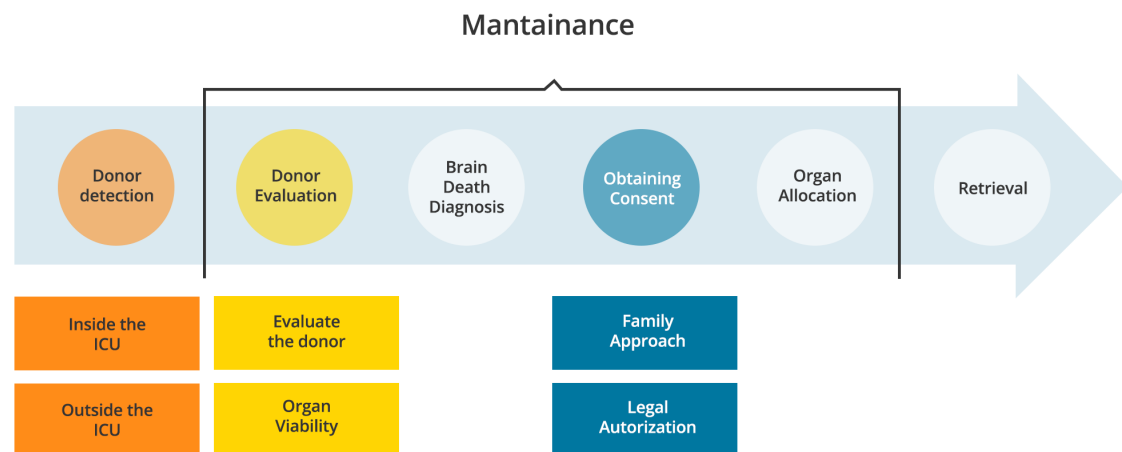 Mantainance
Donor
detection
Donor
Evaluation
Brain
Death
Diagnosis
Obtaining
Consent
Organ
Allocation
Retrieval
Inside the
ICU
Evaluate
the donor
Family
Approach
Outside the
ICU
Organ
Viability
Legal
Autorization